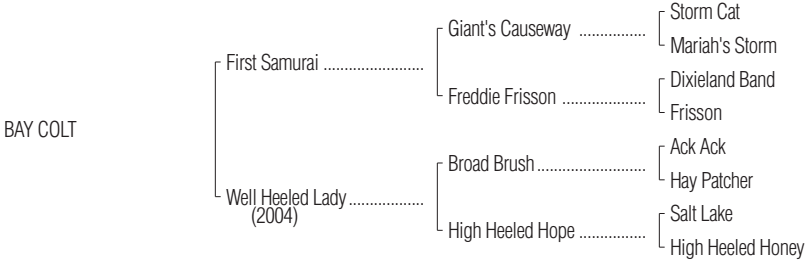 Storm Cat
Giant's Causeway ................
Mariah's Storm
First Samurai ........................
Dixieland Band
Freddie Frisson ....................
Frisson
BAY COLT
Ack Ack
Broad Brush..........................
Hay Patcher
Well Heeled Lady..................
(2004)
Salt Lake
High Heeled Hope ................
High Heeled Honey